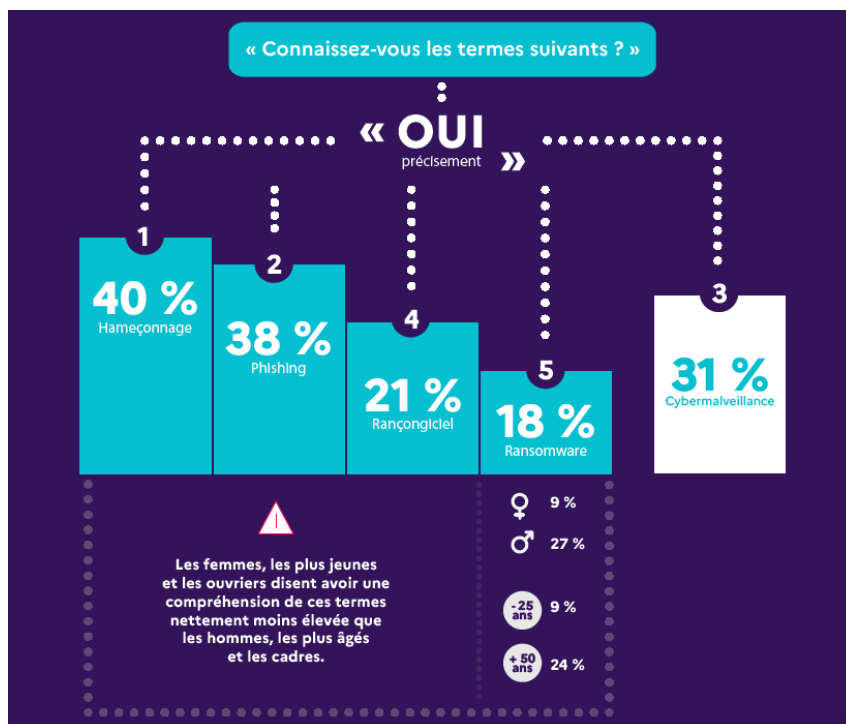 « Connaissez-vous les termes suivants ? »
« OUI
précisement »
1
40 %
Hameçonnage
2
38 %
Phishing
4
21 %
Rançongiciel
5
18 %
Ransomware
3
31 %
Cybermalveillance
Les femmes, les plus jeunes
et les ouvriers disent avoir une
compréhension de ces termes
nettement moins élevée que
les hommes, les plus âgés
et les cadres.
♀ 9 %
♂ 27 %
- 25
ans
9 %
+ 50
ans
24 %